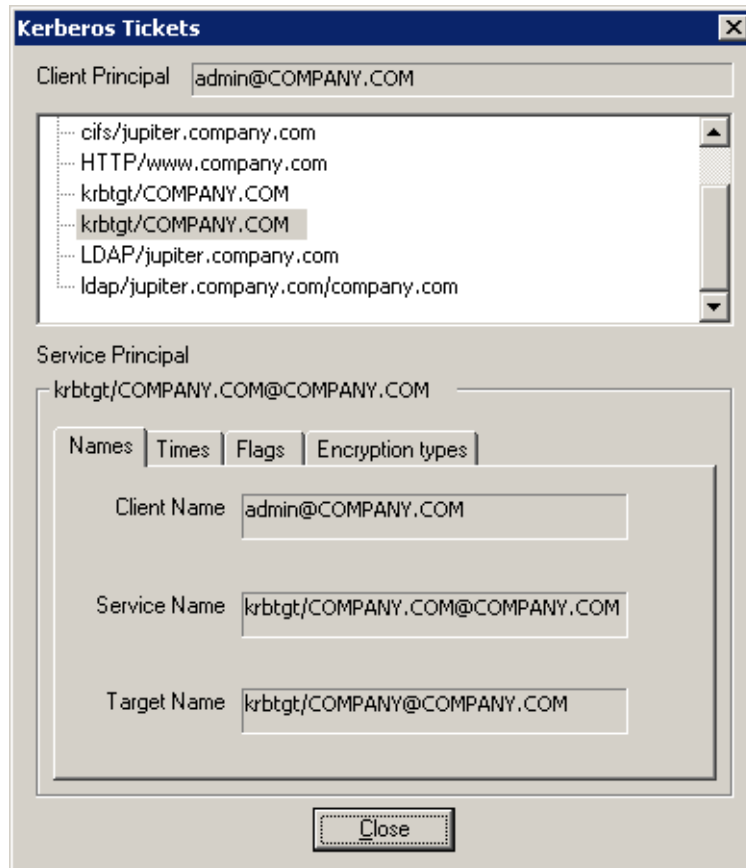 Kerberos Tickets
Client Principal admin@COMPANY.COM
cifs/jupiter.company.com
HTTP/www.company.com
krbtgt/COMPANY.COM
krbtgt/COMPANY.COM
LDAP/jupiter.company.com
ldap/jupiter.company.com/company.com
Service Principal
krbtgt/COMPANY.COM@COMPANY.COM
Names Times Flags Encryption types
Client Name admin@COMPANY.COM
Service Name krbtgt/COMPANY.COM@COMPANY.COM
Target Name krbtgt/COMPANY@COMPANY.COM
Close